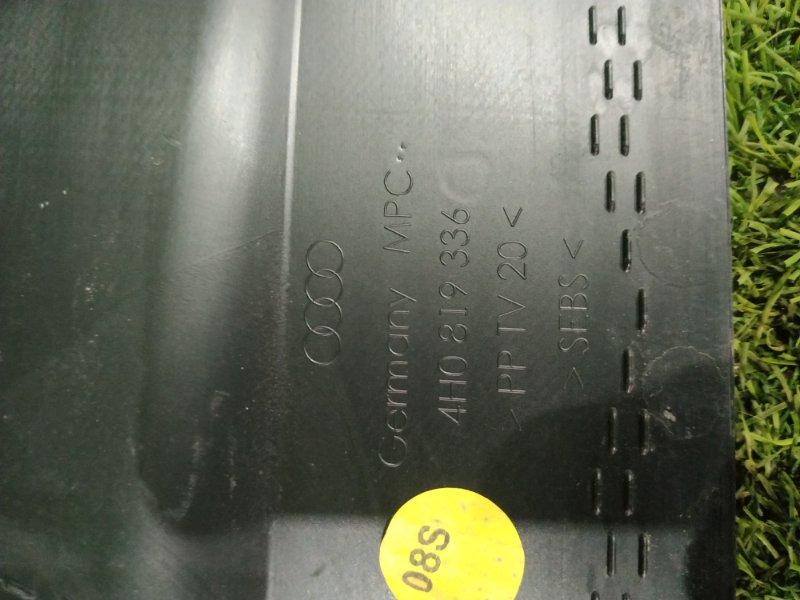 Germany MPC
4H0 819 336
>PP TV 20<
>SEBS<
08S